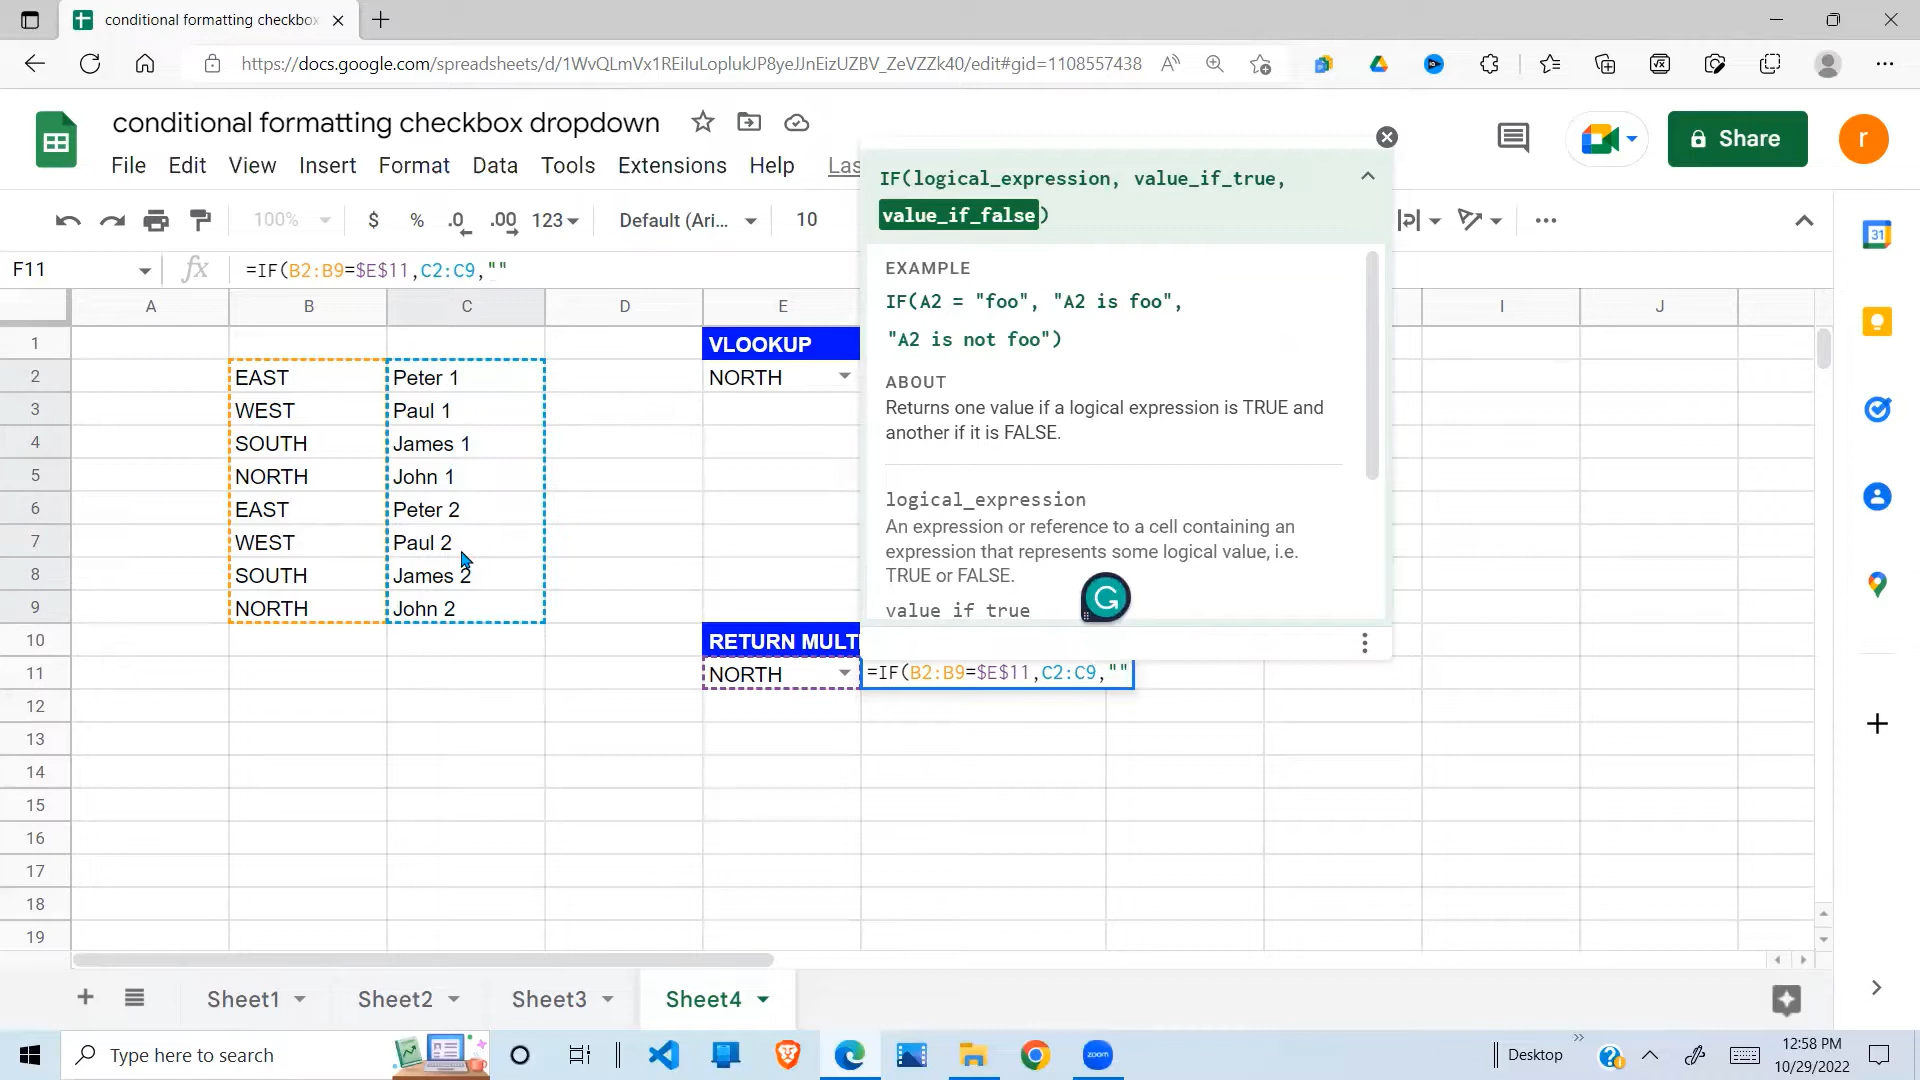 conditional formatting checkbox
https://docs.google.com/spreadsheets/d/1WvQLmVx1REiIuLoplukJP8yeJJnEizUZBV_ZeVZZk40/edit#gid=1108557438
conditional formatting checkbox dropdown
Share
r
File Edit View Insert Format Data Tools Extensions Help Las
100% $ % .0 .00 123 Default (Ari... 10
F11 fx =IF(B2:B9=$E$11,C2:C9,""
IF(logical_expression, value_if_true,
value_if_false)
EXAMPLE
IF(A2 = "foo", "A2 is foo",
"A2 is not foo")
ABOUT
Returns one value if a logical expression is TRUE and
another if it is FALSE.
logical_expression
An expression or reference to a cell containing an
expression that represents some logical value, i.e.
TRUE or FALSE.
value if true
A B C D E I J
1 VLOOKUP
2 EAST Peter 1 NORTH
3 WEST Paul 1
4 SOUTH James 1
5 NORTH John 1
6 EAST Peter 2
7 WEST Paul 2
8 SOUTH James 2
9 NORTH John 2
10 RETURN MULT
11 NORTH =IF(B2:B9=$E$11,C2:C9,""
12
13
14
15
16
17
18
19
31
Sheet1 Sheet2 Sheet3 Sheet4
Type here to search
zoom
Desktop
12:58 PM
10/29/2022